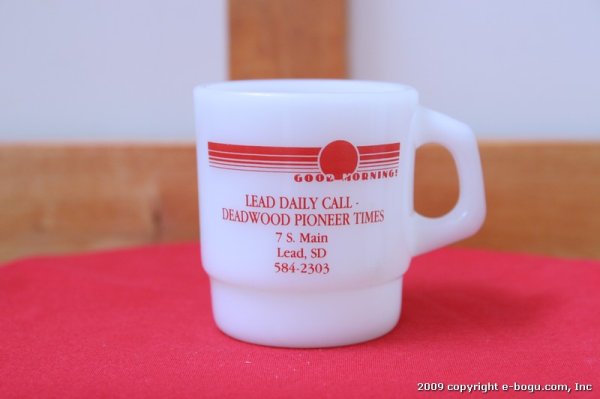 GOOD MORNING!
LEAD DAILY CALL -
DEADWOOD PIONEER TIMES
7 S. Main
Lead, SD
584-2303
2009 copyright e-bogu.com, Inc